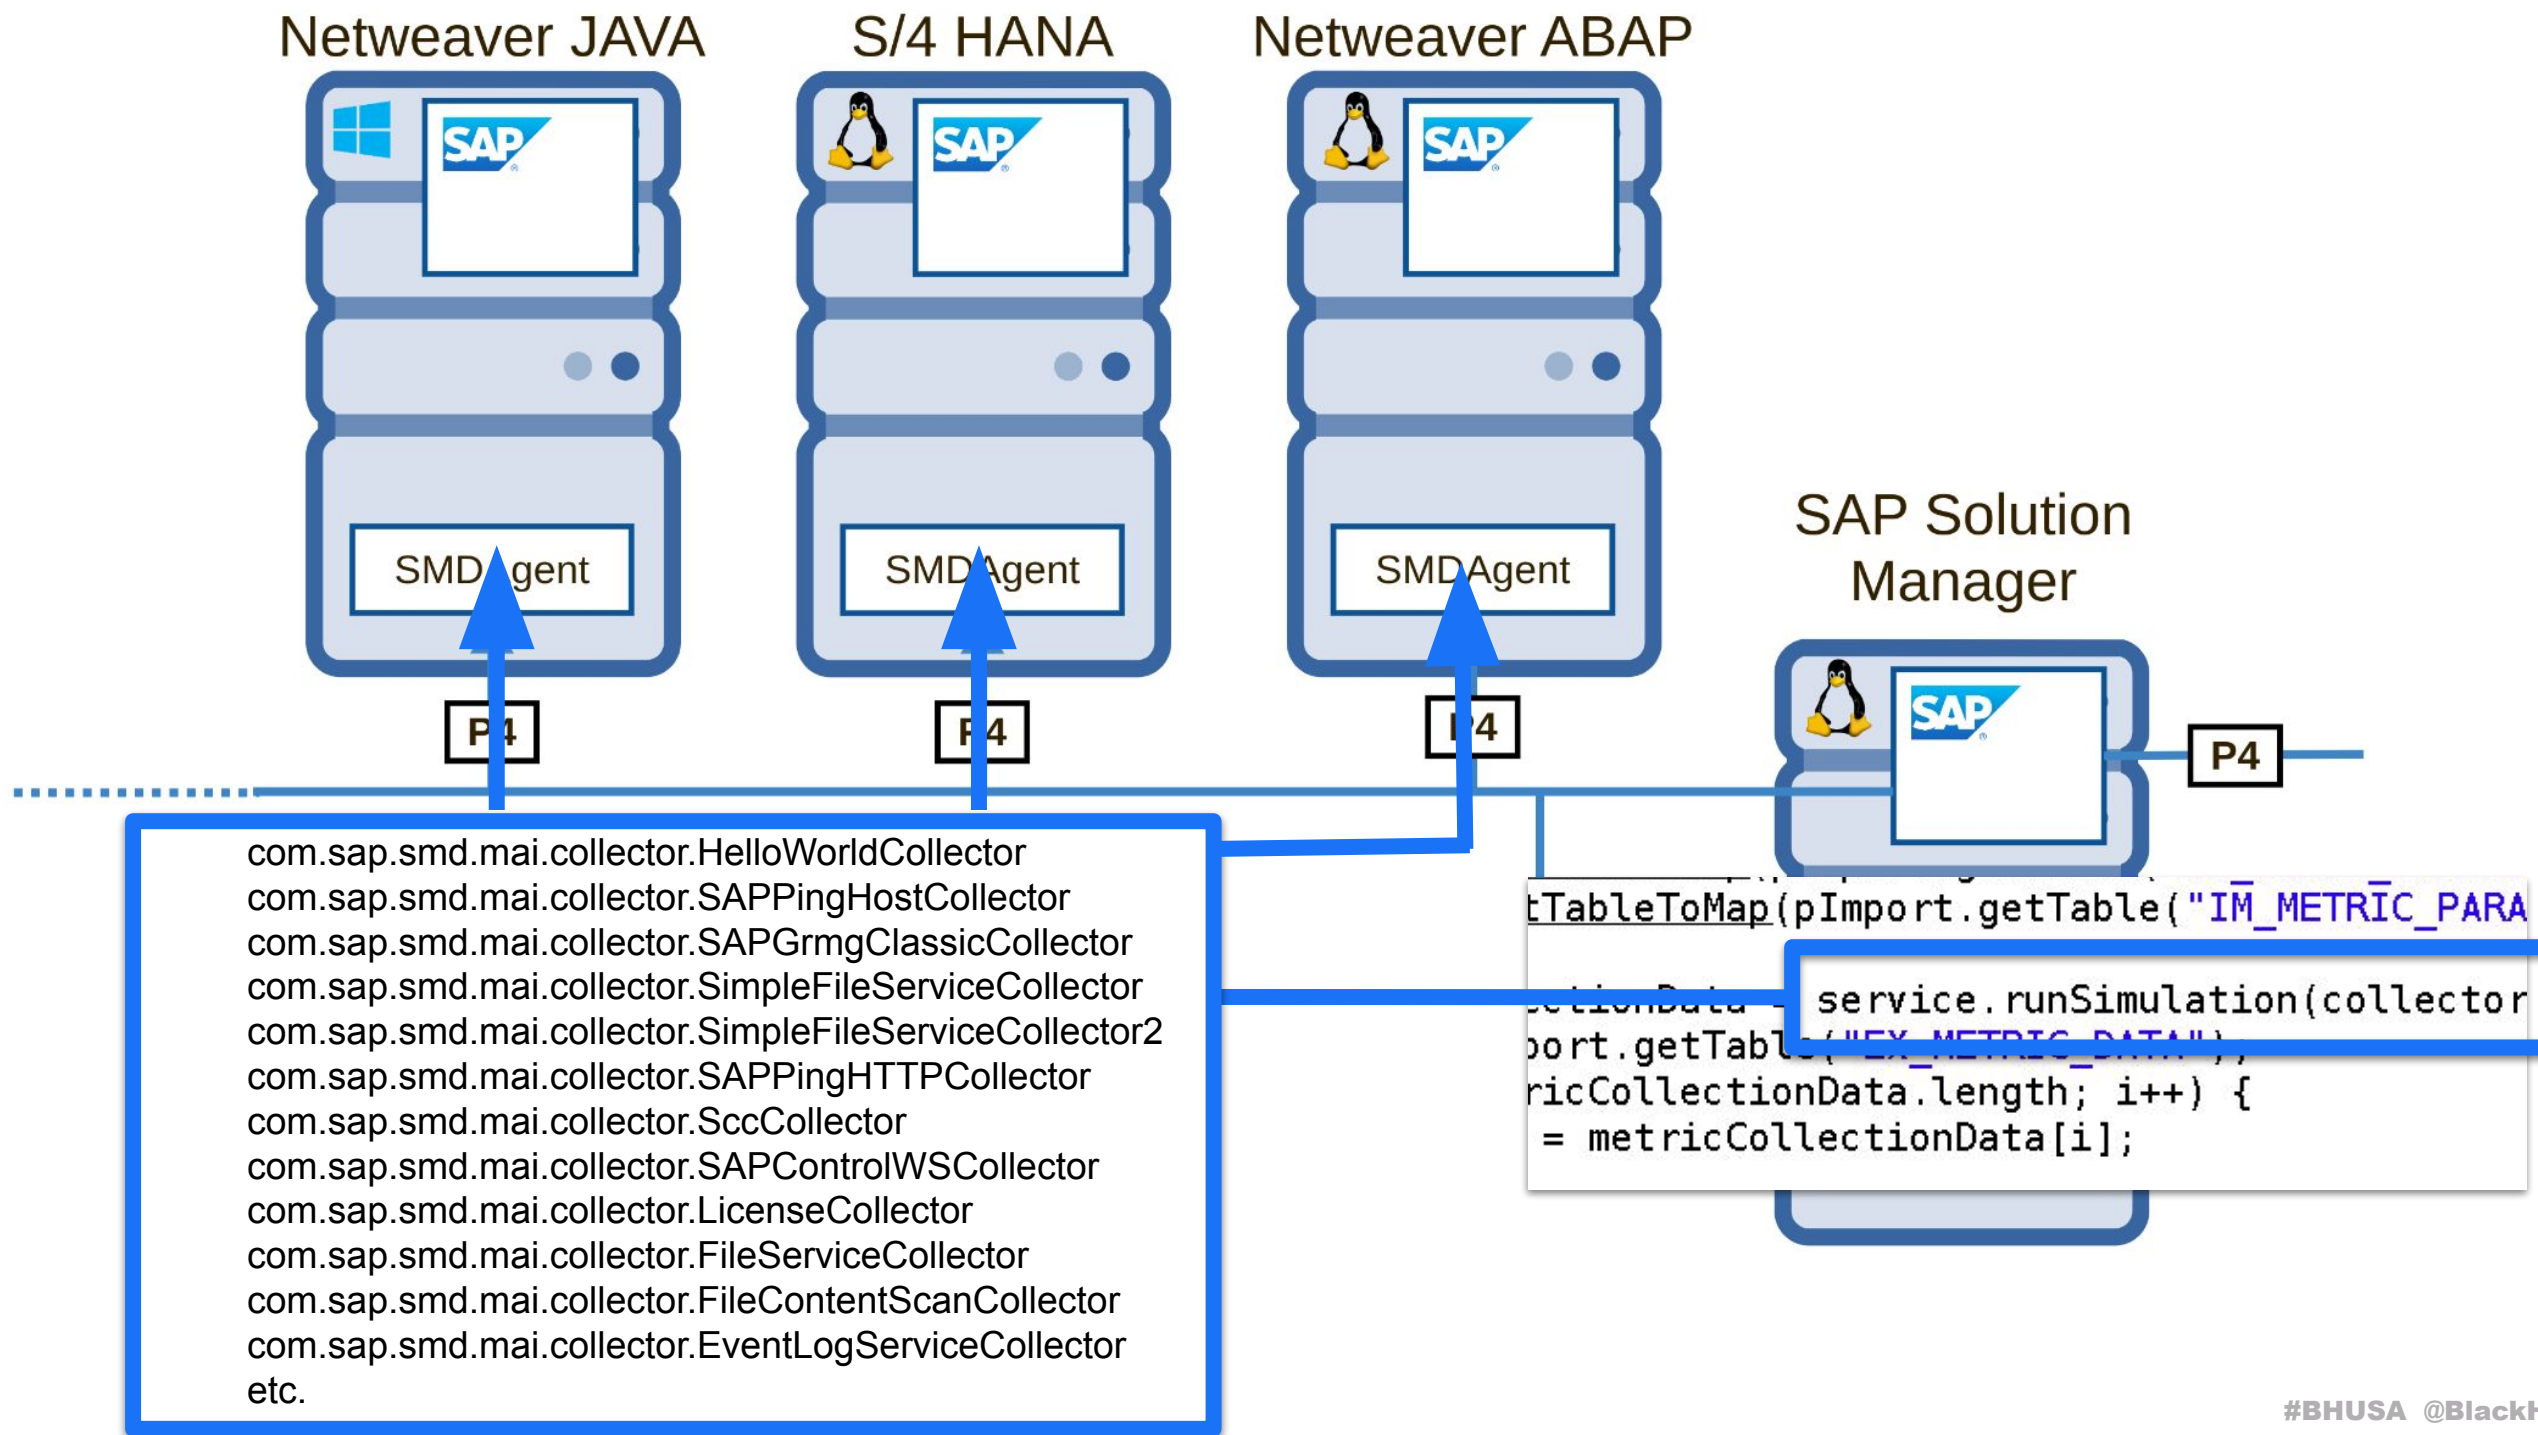 Netweaver JAVA
S/4 HANA
Netweaver ABAP
SAP
SAP
SAP
SMDAgent
SMDAgent
SMDAgent
SAP Solution
Manager
SAP
P4
P4
P4
P4
com.sap.smd.mai.collector.HelloWorldCollector
com.sap.smd.mai.collector.SAPPingHostCollector
com.sap.smd.mai.collector.SAPGrmgClassicCollector
com.sap.smd.mai.collector.SimpleFileServiceCollector
com.sap.smd.mai.collector.SimpleFileServiceCollector2
com.sap.smd.mai.collector.SAPPingHTTPCollector
com.sap.smd.mai.collector.SccCollector
com.sap.smd.mai.collector.SAPControlWSCollector
com.sap.smd.mai.collector.LicenseCollector
com.sap.smd.mai.collector.FileServiceCollector
com.sap.smd.mai.collector.FileContentScanCollector
com.sap.smd.mai.collector.EventLogServiceCollector
etc.
tTableToMap(pImport.getTable("IM_METRIC_PARA
ectionData = service.runSimulation(collector
port.getTable("EX_METRIC_DATA");
ricCollectionData.length; i++) {
= metricCollectionData[i];
#BHUSA @BlackH